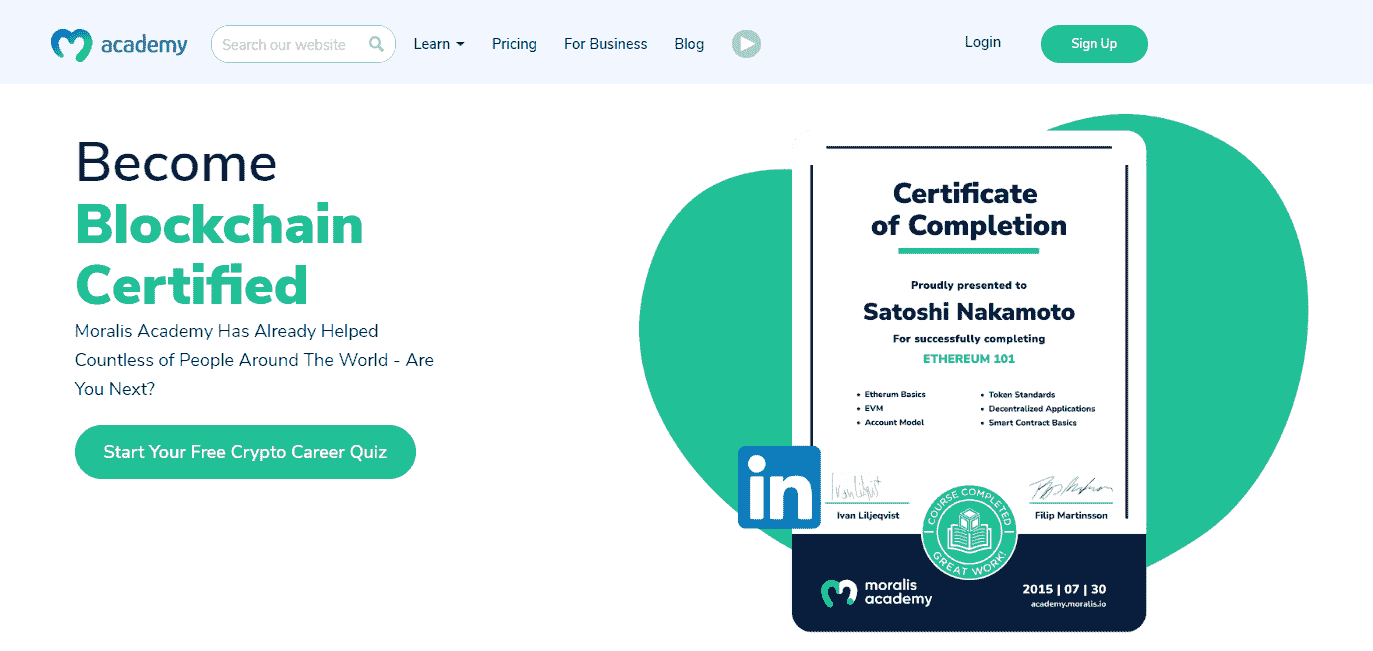 academy
Search our website
Learn
Pricing
For Business
Blog
Login
Sign Up
Become
Blockchain
Certified
Moralis Academy Has Already Helped
Countless of People Around The World - Are
You Next?
Start Your Free Crypto Career Quiz
Certificate
of Completion
Proudly presented to
Satoshi Nakamoto
For successfully completing
ETHEREUM 101
Etherum Basics
EVM
Account Model
Token Standards
Decentralized Applications
Smart Contract Basics
in
Ivan Liljeqvist
Filip Martinsson
COURSE COMPLETED
GREAT WORK!
moralis
academy
2015 | 07 | 30
academy.moralis.io